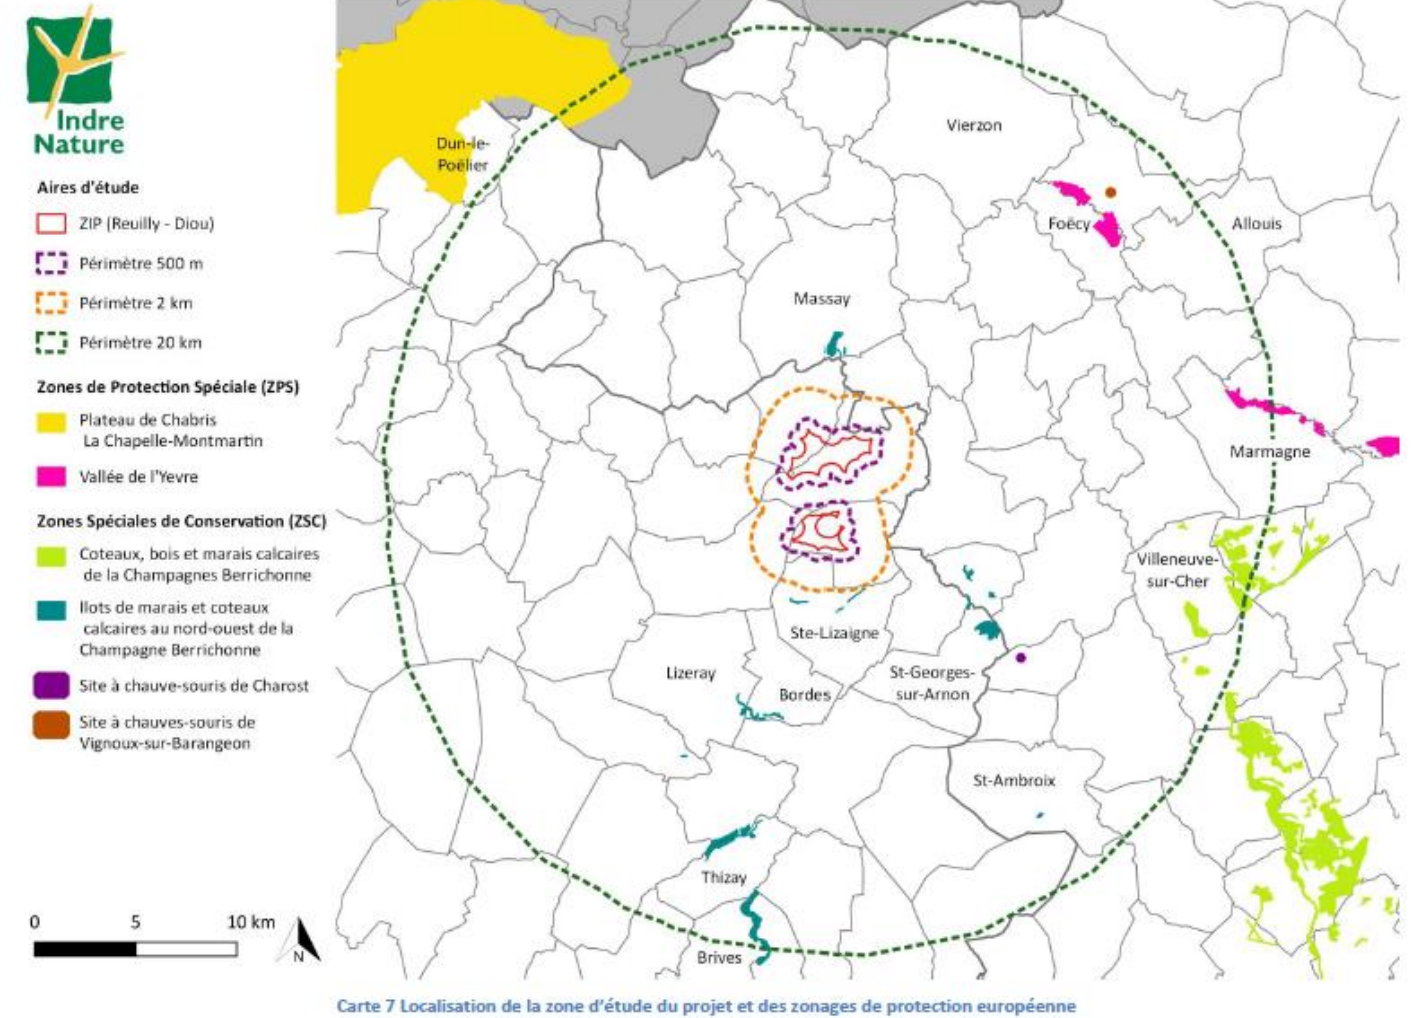 Indre
Nature
Aires d'étude
ZIP (Reuilly - Diou)
Périmètre 500 m
Périmètre 2 km
Périmètre 20 km
Zones de Protection Spéciale (ZPS)
Plateau de Chabris
La Chapelle-Montmartin
Vallée de l'Yevre
Zones Spéciales de Conservation (ZSC)
Coteaux, bois et marais calcaires
de la Champagnes Berrichonne
Ilots de marais et coteaux
calcaires au nord-ouest de la
Champagne Berrichonne
Site à chauve-souris de Charost
Site à chauves-souris de
Vignoux-sur-Barangeon
0 5 10 km
N
Dun-le-
Poëlier
Vierzon
Foëcy
Allouis
Massay
Marmagne
Villeneuve-
sur-Cher
Ste-Lizaigne
Lizeray
Bordes
St-Georges-
sur-Arnon
St-Ambroix
Thizay
Brives
Carte 7 Localisation de la zone d'étude du projet et des zonages de protection européenne